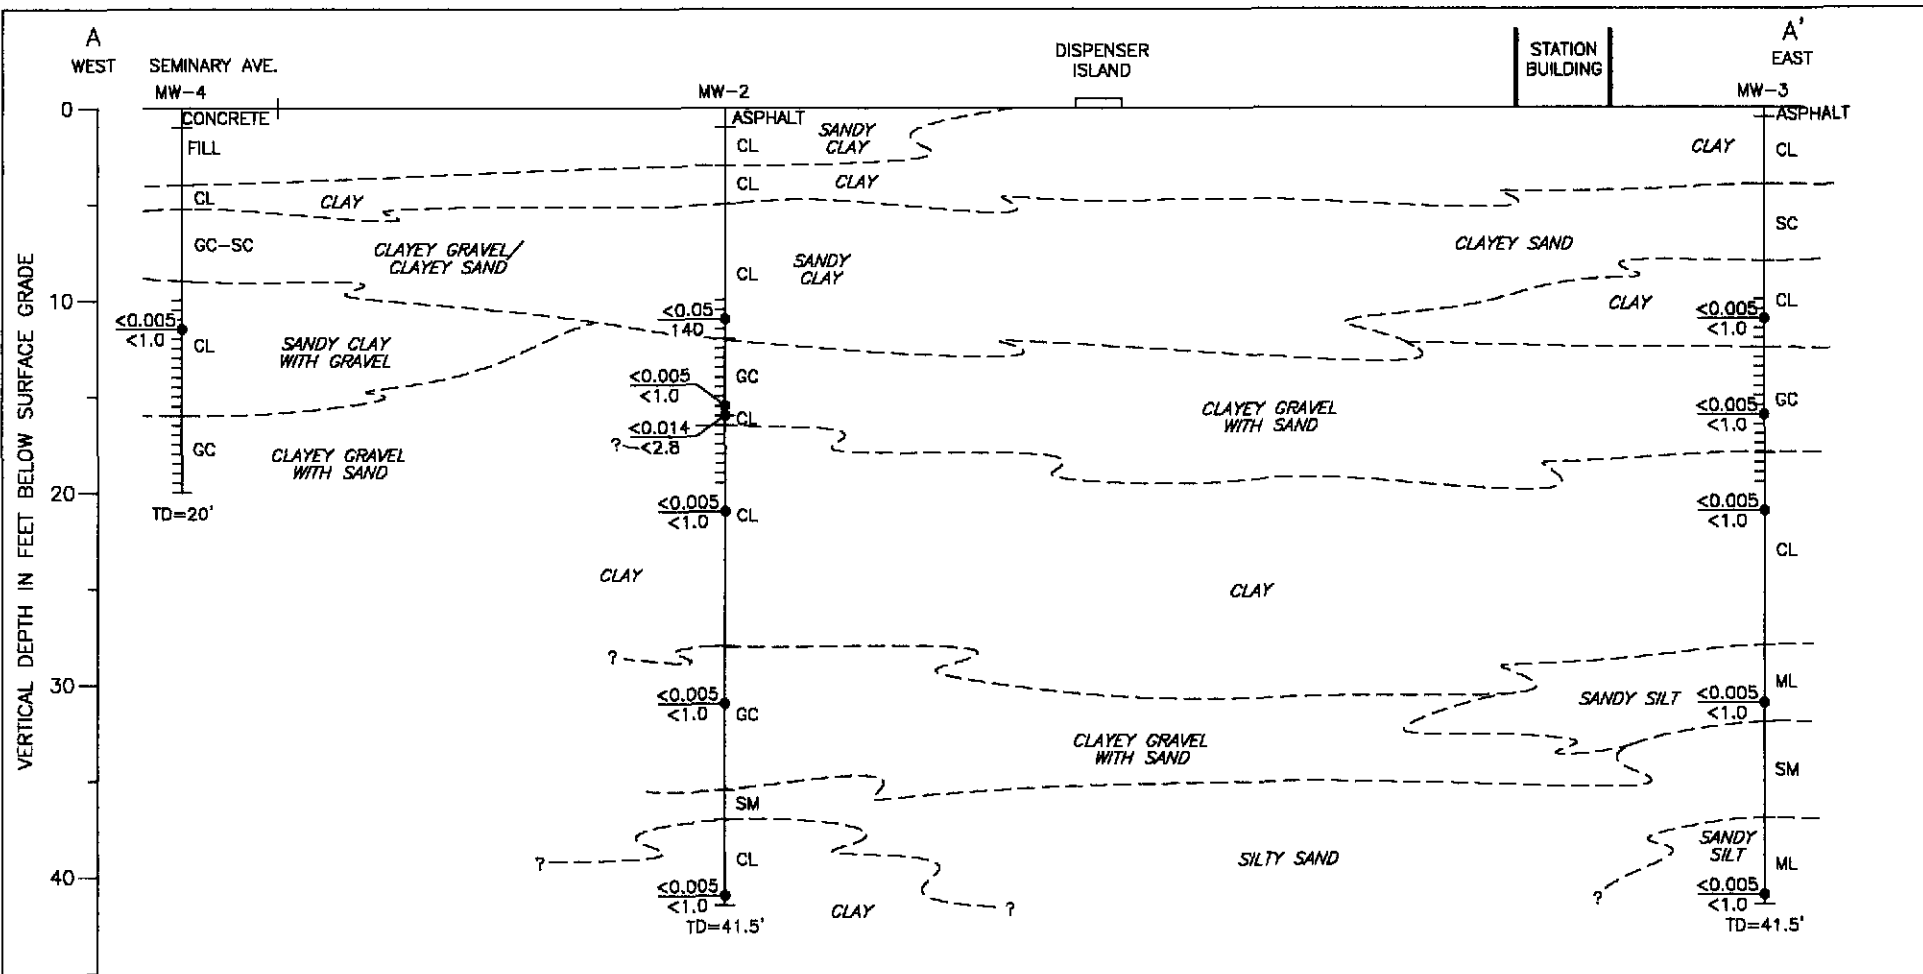 A
WEST
SEMINARY AVE.
MW-4
MW-2
DISPENSER
ISLAND
STATION
BUILDING
A'
EAST
MW-3
VERTICAL DEPTH IN FEET BELOW SURFACE GRADE
0
10
20
30
40
CONCRETE
FILL
CL
GC-SC
<0.005
<1.0
CL
GC
TD=20'
CLAY
CLAYEY GRAVEL/
CLAYEY SAND
SANDY CLAY
WITH GRAVEL
CLAYEY GRAVEL
WITH SAND
ASPHALT
CL
CL
CL
<0.05
140
GC
<0.005
<1.0
CL
<0.014
<2.8
?
<0.005
<1.0
CL
CLAY
?
<0.005
<1.0
GC
SM
?
CL
<0.005
<1.0
TD=41.5'
SANDY
CLAY
CLAY
SANDY
CLAY
CLAYEY GRAVEL
WITH SAND
CLAY
CLAYEY GRAVEL
WITH SAND
SILTY SAND
CLAY
?
CLAY
CLAYEY SAND
CLAY
SANDY SILT
SANDY
SILT
?
ASPHALT
CL
SC
CL
<0.005
<1.0
GC
<0.005
<1.0
<0.005
<1.0
CL
ML
<0.005
<1.0
SM
ML
<0.005
<1.0
TD=41.5'